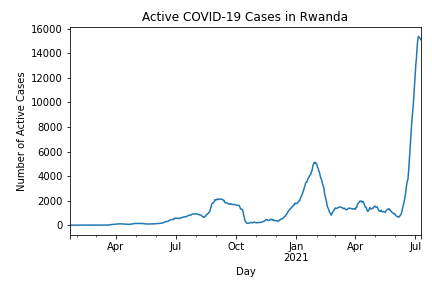 Active COVID-19 Cases in Rwanda
16000
14000
12000
10000
8000
6000
4000
2000
0
Number of Active Cases
Apr Jul Oct Jan Apr Jul
2021
Day